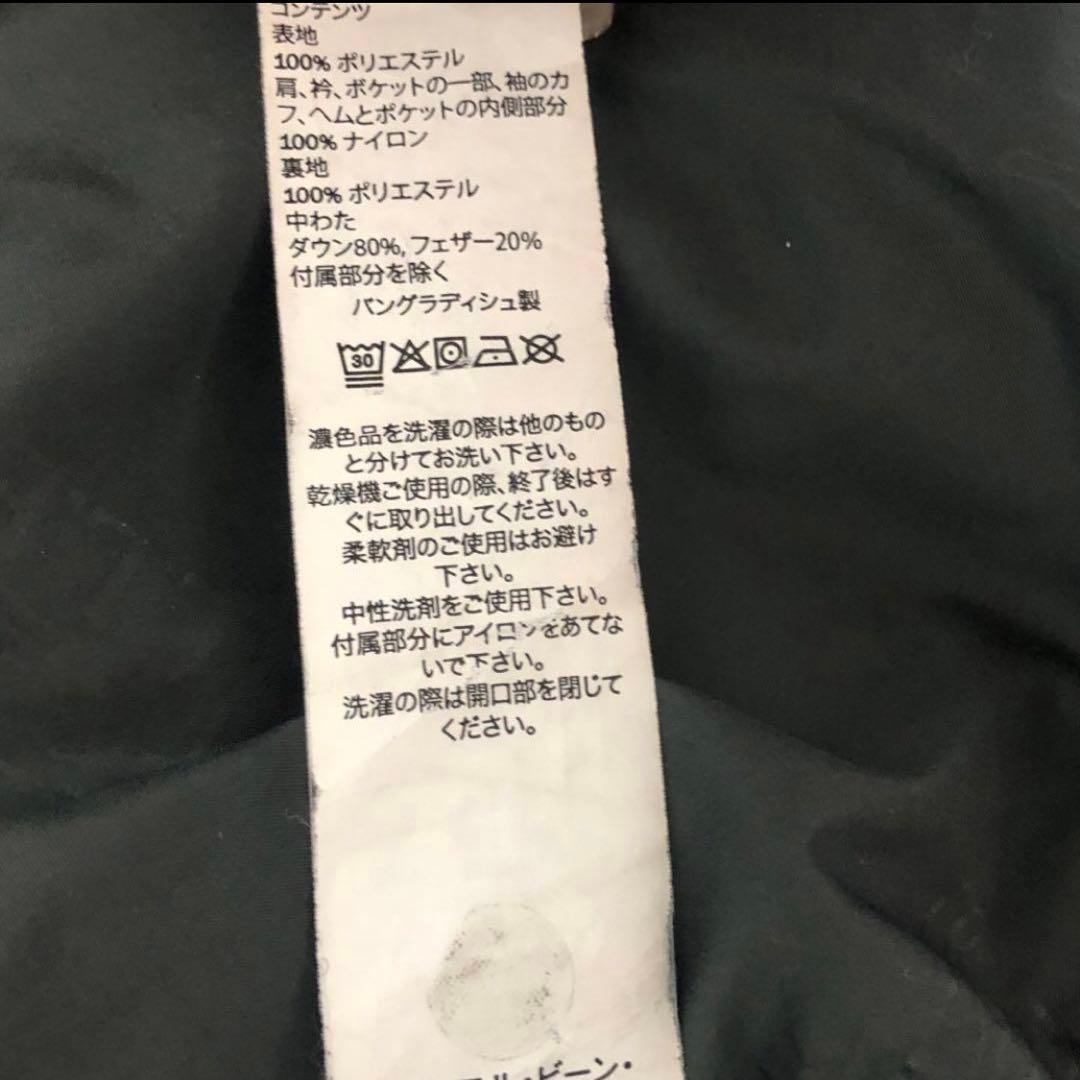 コンテンツ
表地
100% ポリエステル
肩、衿、ポケットの一部、袖のカ
フ、ヘムとポケットの内側部分
100% ナイロン
裏地
100% ポリエステル
中わた
ダウン80%, フェザー20%
付属部分を除く
バングラディシュ製
30
濃色品を洗濯の際は他のもの
と分けてお洗い下さい。
乾燥機ご使用の際、終了後はす
ぐに取り出してください。
柔軟剤のご使用はお避け
下さい。
中性洗剤をご使用下さい。
付属部分にアイロンをあてな
いで下さい。
洗濯の際は開口部を閉じて
ください。
エル・ビーン・